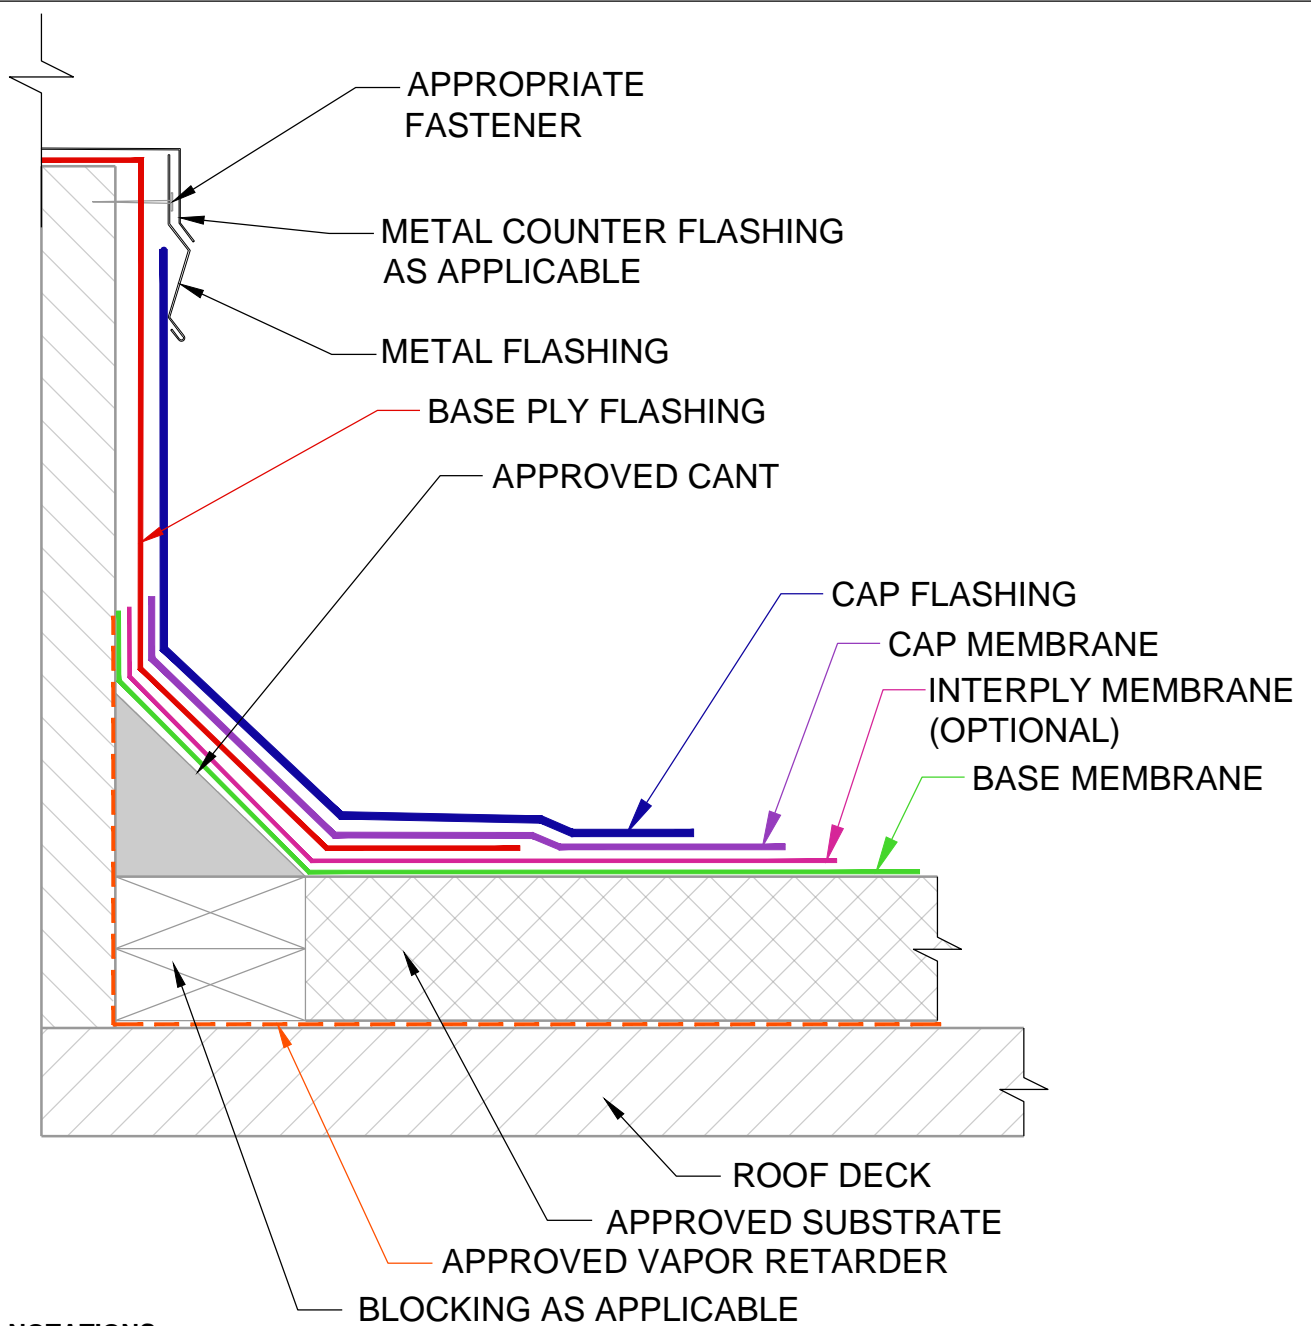 APPROPRIATE
FASTENER
METAL COUNTER FLASHING
AS APPLICABLE
METAL FLASHING
BASE PLY FLASHING
APPROVED CANT
CAP FLASHING
CAP MEMBRANE
INTERPLY MEMBRANE
(OPTIONAL)
BASE MEMBRANE
ROOF DECK
APPROVED SUBSTRATE
APPROVED VAPOR RETARDER
BLOCKING AS APPLICABLE